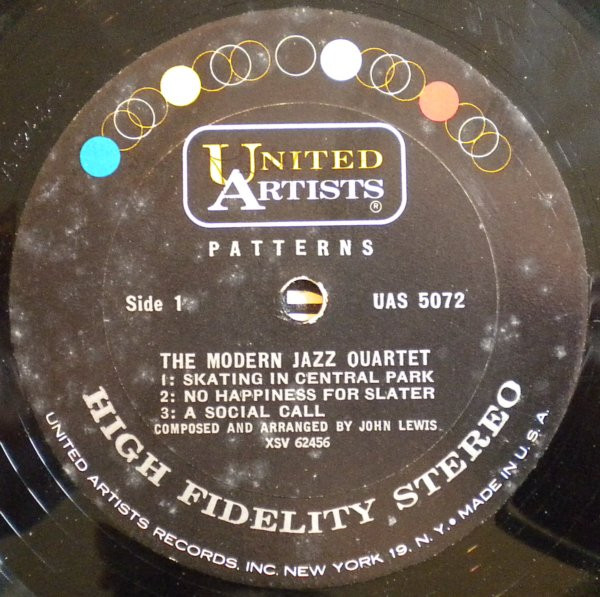 UNITED
ARTISTS
®
PATTERNS
Side 1
UAS 5072
THE MODERN JAZZ QUARTET
1: SKATING IN CENTRAL PARK
2: NO HAPPINESS FOR SLATER
3: A SOCIAL CALL
COMPOSED AND ARRANGED BY JOHN LEWIS
XSV 62456
HIGH FIDELITY STEREO
UNITED ARTISTS RECORDS, INC. NEW YORK 19, N. Y. • MADE IN U. S. A.